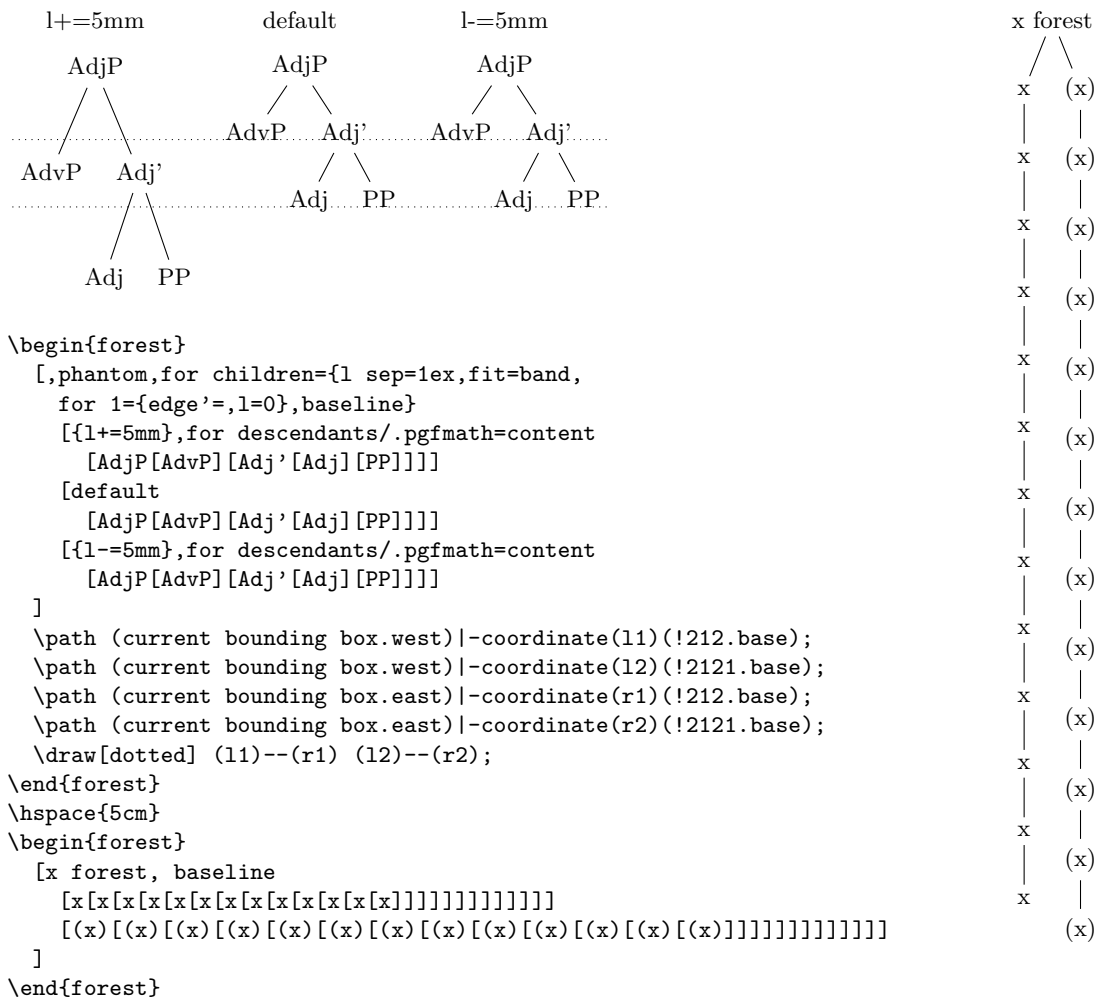 l+=5mm default l-=5mm x forest
AdjP AdjP AdjP
x (x)
AdvP Adj' AdvP Adj'
x (x)
AdvP Adj'
Adj PP Adj PP
x (x)
Adj PP
x (x)
x (x)
x (x)
x (x)
x (x)
x (x)
x (x)
x (x)
x (x)
x (x)
\begin{forest}
[,phantom,for children={l sep=1ex,fit=band,
for 1={edge'=,l=0},baseline}
[{l+=5mm},for descendants/.pgfmath=content
[AdjP[AdvP][Adj'[Adj][PP]]]]
[default
[AdjP[AdvP][Adj'[Adj][PP]]]]
[{l-=5mm},for descendants/.pgfmath=content
[AdjP[AdvP][Adj'[Adj][PP]]]]
]
\path (current bounding box.west)|-coordinate(l1)(!212.base);
\path (current bounding box.west)|-coordinate(l2)(!2121.base);
\path (current bounding box.east)|-coordinate(r1)(!212.base);
\path (current bounding box.east)|-coordinate(r2)(!2121.base);
\draw[dotted] (l1)--(r1) (l2)--(r2);
\end{forest}
\hspace{5cm}
\begin{forest}
[x forest, baseline
[x[x[x[x[x[x[x[x[x[x[x[x[x]]]]]]]]]]]]]
[(x)[(x)[(x)[(x)[(x)[(x)[(x)[(x)[(x)[(x)[(x)[(x)[(x)]]]]]]]]]]]]]
]
\end{forest}